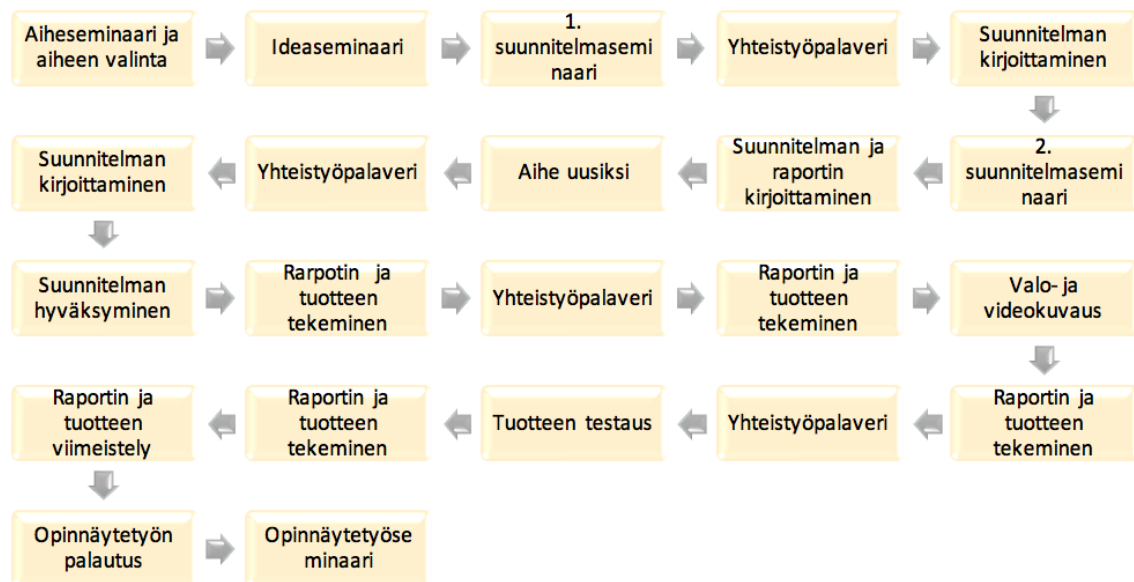 Aiheseminaari ja
aiheen valinta
Ideaseminaari
1.
suunnitelmasemi
naari
Yhteistyöpalaveri
Suunnitelman
kirjoittaminen
Suunnitelman
kirjoittaminen
Yhteistyöpalaveri
Aihe uusiksi
Suunnitelman ja
raportin
kirjoittaminen
2.
suunnitelmasemi
naari
Suunnitelman
hyväksyminen
Rarpotin ja
tuotteen
tekeminen
Yhteistyöpalaveri
Raportin ja
tuotteen
tekeminen
Valo- ja
videokuvaus
Raportin ja
tuotteen
viimeistely
Raportin ja
tuotteen
tekeminen
Tuotteen testaus
Yhteistyöpalaveri
Raportin ja
tuotteen
tekeminen
Opinnäytetyön
palautus
Opinnäytetyöse
minaari